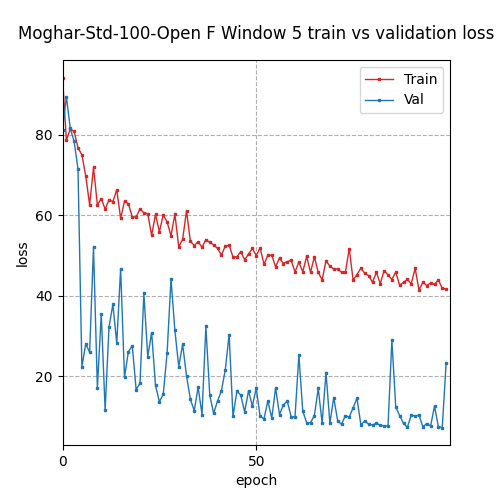 Moghar-Std-100-Open F Window 5 train vs validation loss
Train
Val
80
60
40
20
loss
0
50
epoch